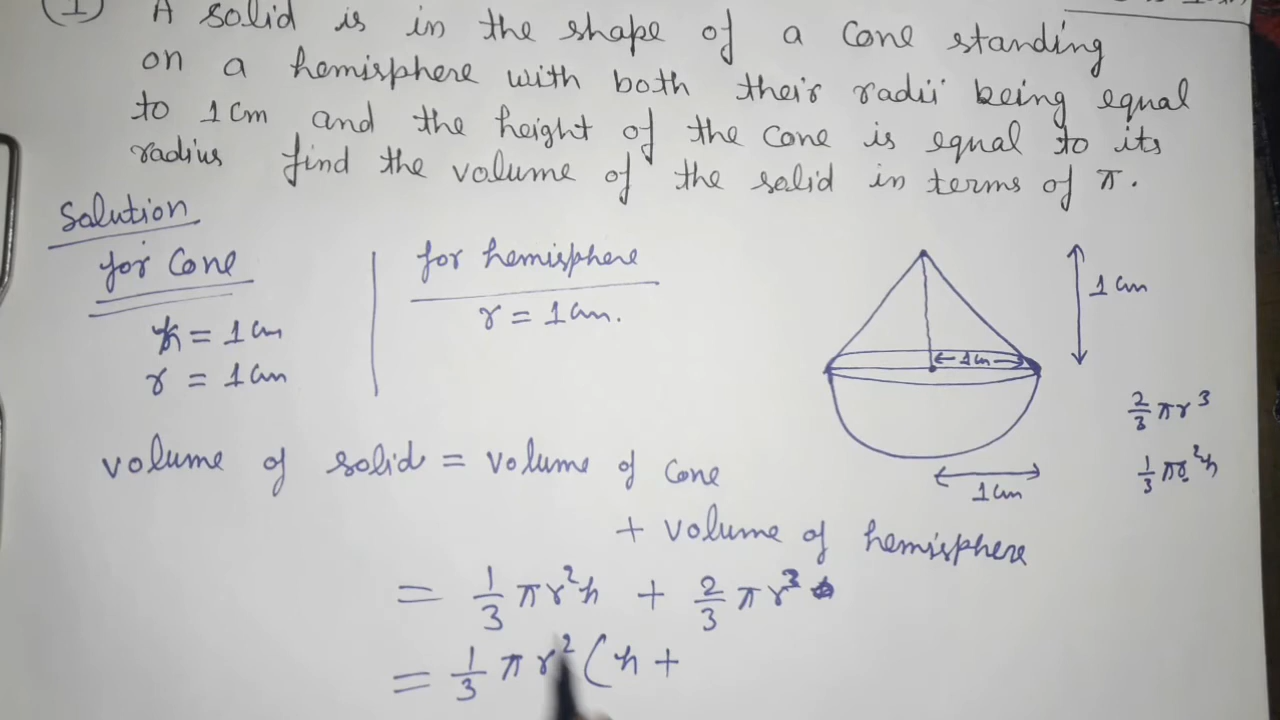 (1) A solid is in the shape of a cone standing
on a hemisphere with both their radii being equal
to 1 cm and the height of the cone is equal to its
radius find the volume of the solid in terms of π.
Solution
for Cone
for hemisphere
h = 1 cm
r = 1 cm
r = 1 cm.
1 cm
1 cm
1 cm
2/3 πr³
1/3 πr²h
volume of solid = volume of cone
+ volume of hemisphere
= 1/3 πr²h + 2/3 πr³
= 1/3 πr² (h +